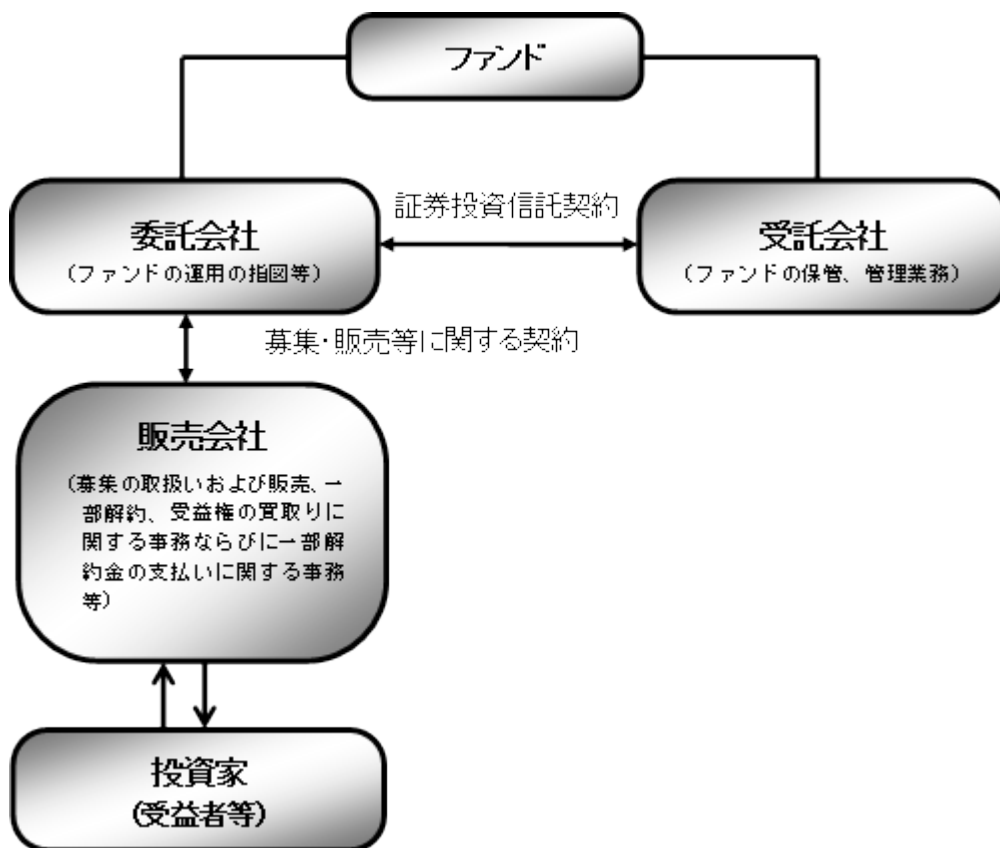 ファンド
証券投資信託契約
委託会社
(ファンドの運用の指図等)
受託会社
(ファンドの保管、管理業務)
募集・販売等に関する契約
販売会社
(募集の取扱いおよび販売、一
部解約、受益権の買取りに
関する事務ならびに一部解
約金の支払いに関する事務
等)
投資家
(受益者等)